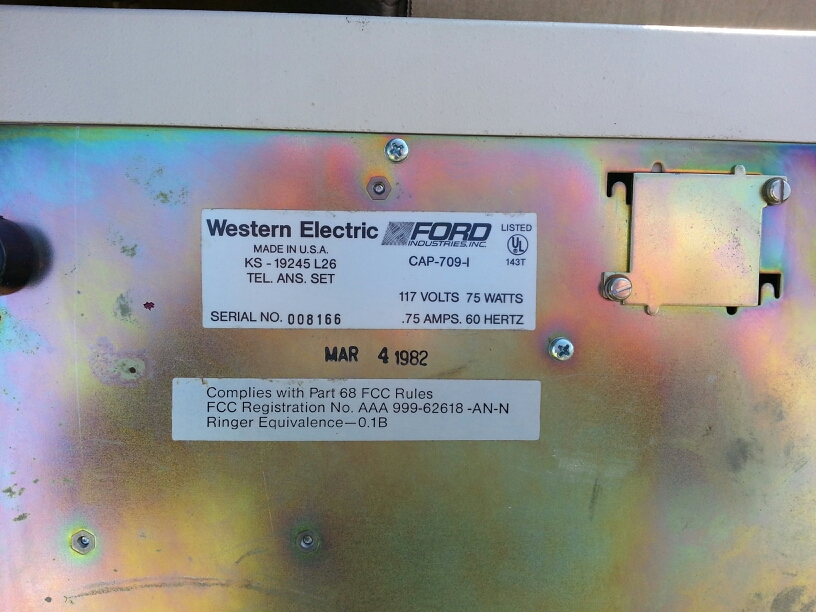 Western Electric FORD INDUSTRIES, INC. LISTED
MADE IN U.S.A.
KS - 19245 L26 CAP-709-I UL
TEL. ANS. SET 143T
117 VOLTS 75 WATTS
SERIAL NO. 008166 .75 AMPS. 60 HERTZ
MAR 4 1982
Complies with Part 68 FCC Rules
FCC Registration No. AAA 999-62618 -AN-N
Ringer Equivalence—0.1B